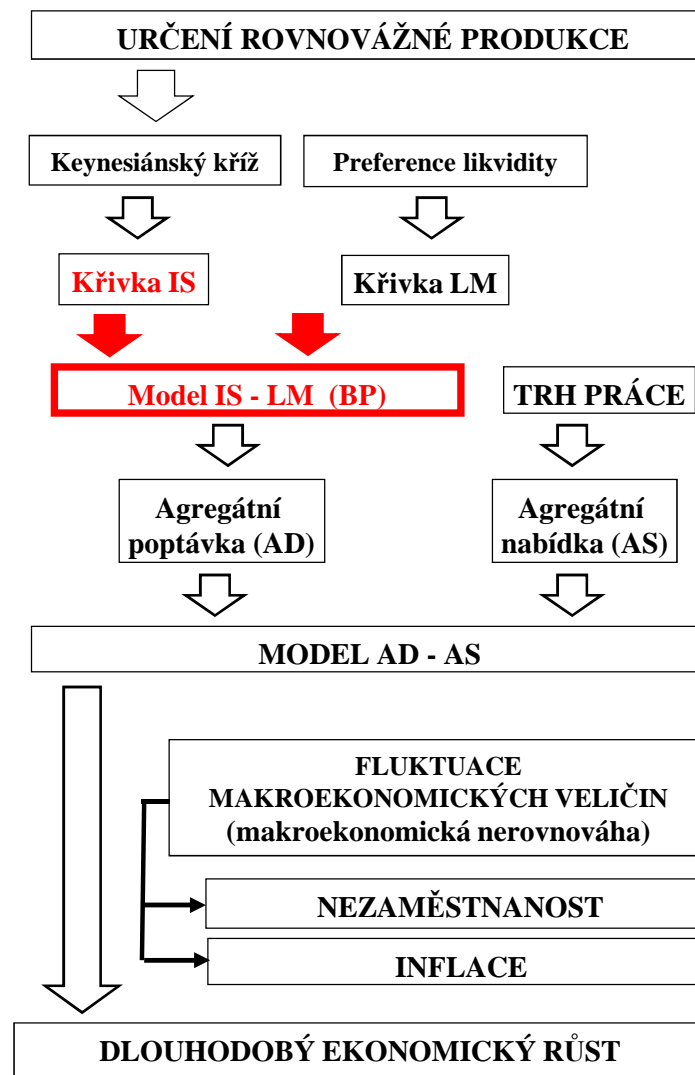 URČENÍ ROVNOVÁŽNÉ PRODUKCE
Keynesiánský kříž
Preference likvidity
Křivka IS
Křivka LM
Model IS - LM (BP)
TRH PRÁCE
Agregátní
poptávka (AD)
Agregátní
nabídka (AS)
MODEL AD - AS
FLUKTUACE
MAKROEKONOMICKÝCH VELIČIN
(makroekonomická nerovnováha)
NEZAMĚSTNANOST
INFLACE
DLOUHODOBÝ EKONOMICKÝ RŮST